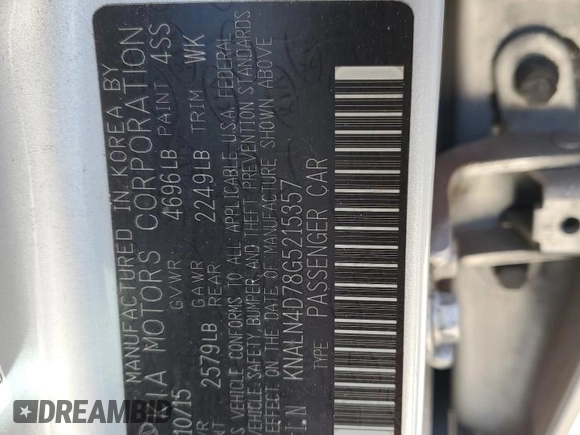 MANUFACTURED IN KOREA BY
KIA MOTORS CORPORATION
10/15 GVWR 4696LB PAINT 4SS
2579LB GAWR REAR 2249LB TRIM WK
VEHICLE CONFORMS TO ALL APPLICABLE U.S.A. FEDERAL
VEHICLE SAFETY, BUMPER, AND THEFT PREVENTION STANDARDS
IN EFFECT ON THE DATE OF MANUFACTURE SHOWN ABOVE
KNALN4D78G5215357
TYPE PASSENGER CAR
DREAMBID